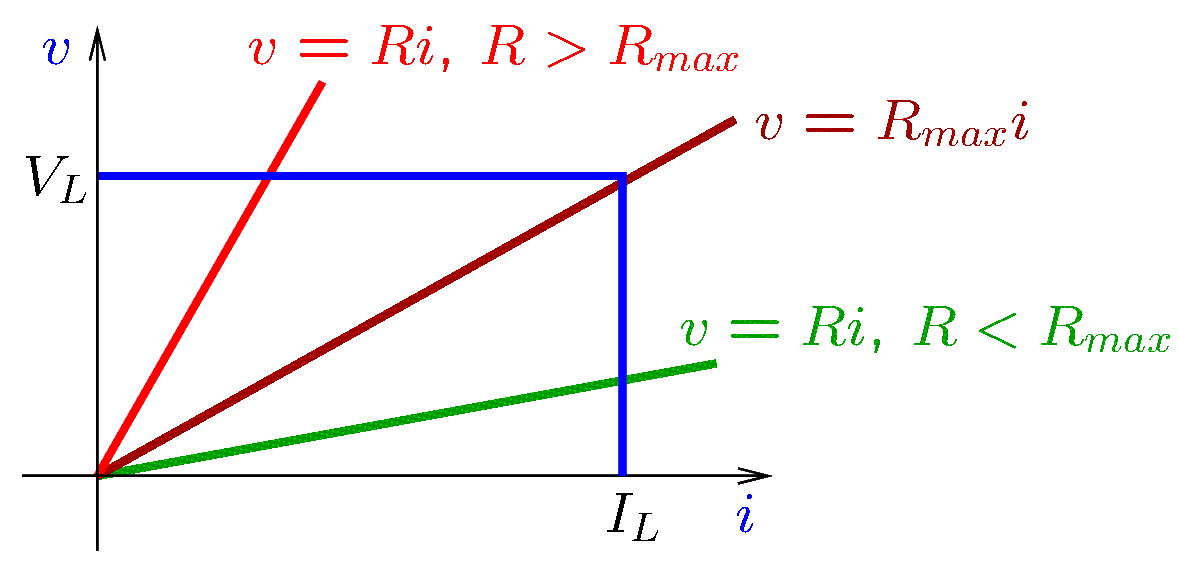 v
v = Ri, R > R_max
v = R_max i
V_L
v = Ri, R < R_max
I_L
i